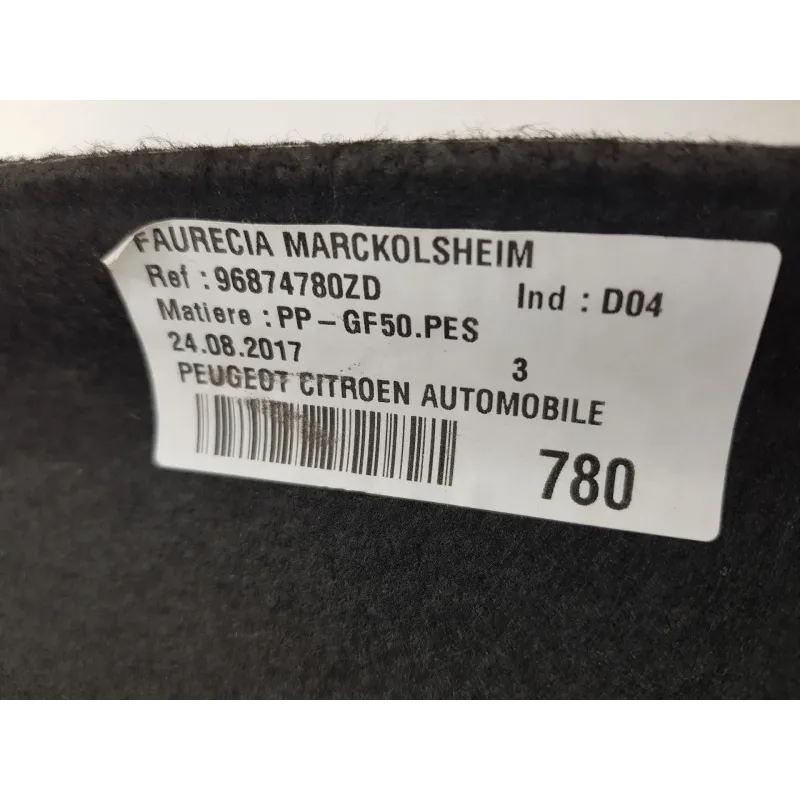 FAURECIA MARCKOLSHEIM
Ref : 96874780ZD Ind : D04
Matiere : PP-GF50.PES
24.08.2017 3
PEUGEOT CITROEN AUTOMOBILE
780